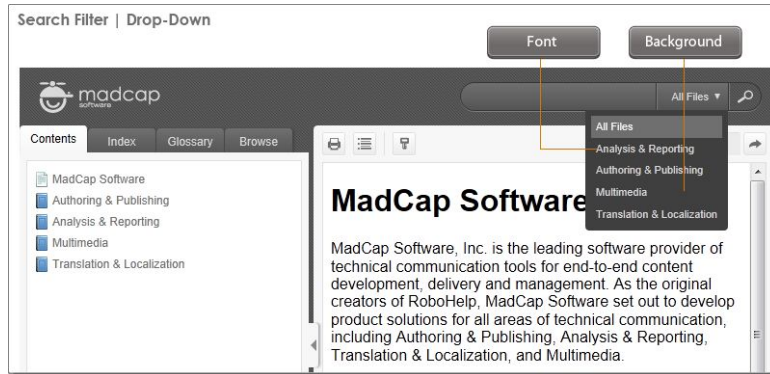 Search Filter | Drop-Down
Font
Background
madcap
software
All Files
Contents
Index
Glossary
Browse
All Files
Analysis & Reporting
Authoring & Publishing
Multimedia
Translation & Localization
MadCap Software
Authoring & Publishing
Analysis & Reporting
Multimedia
Translation & Localization
MadCap Software
MadCap Software, Inc. is the leading software provider of
technical communication tools for end-to-end content
development, delivery and management. As the original
creators of RoboHelp, MadCap Software set out to develop
product solutions for all areas of technical communication,
including Authoring & Publishing, Analysis & Reporting,
Translation & Localization, and Multimedia.